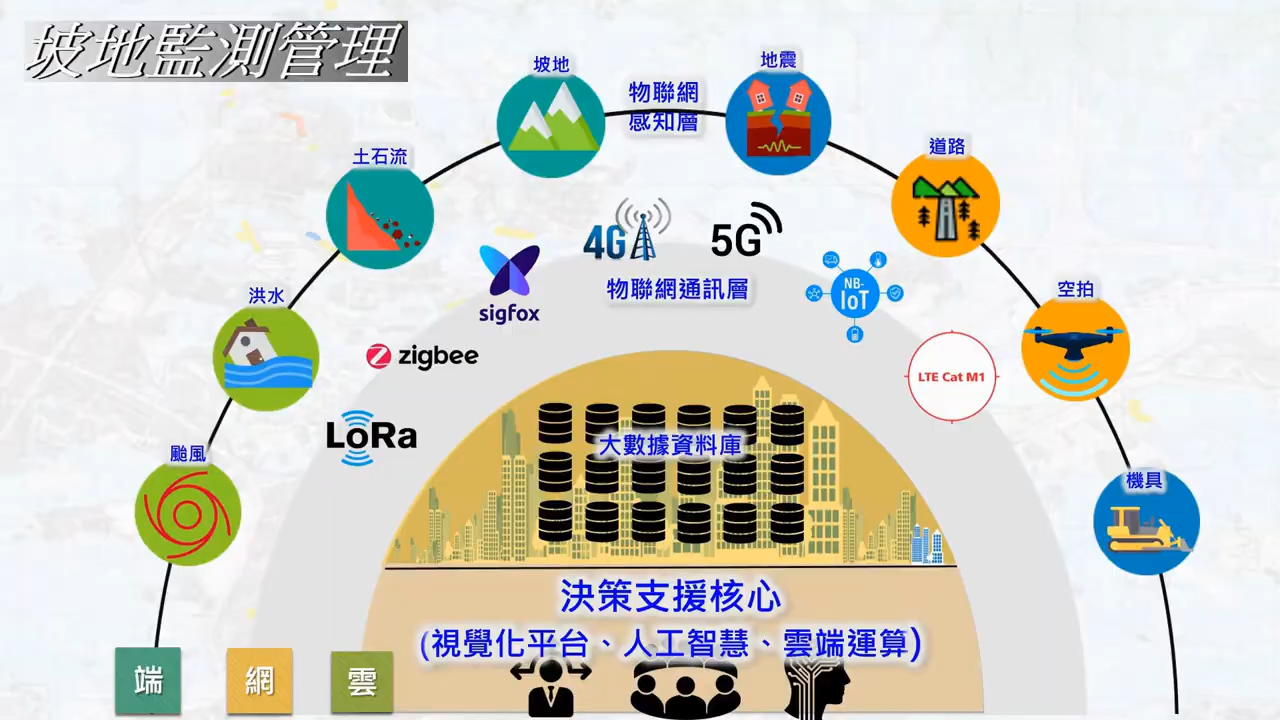 坡地監測管理
坡地
物聯網
感知層
地震
土石流
道路
洪水
空拍
颱風
機具
4G
5G
sigfox
物聯網通訊層
NB-
IoT
zigbee
LTE Cat M1
LoRa
大數據資料庫
決策支援核心
(視覺化平台、人工智慧、雲端運算)
端
網
雲